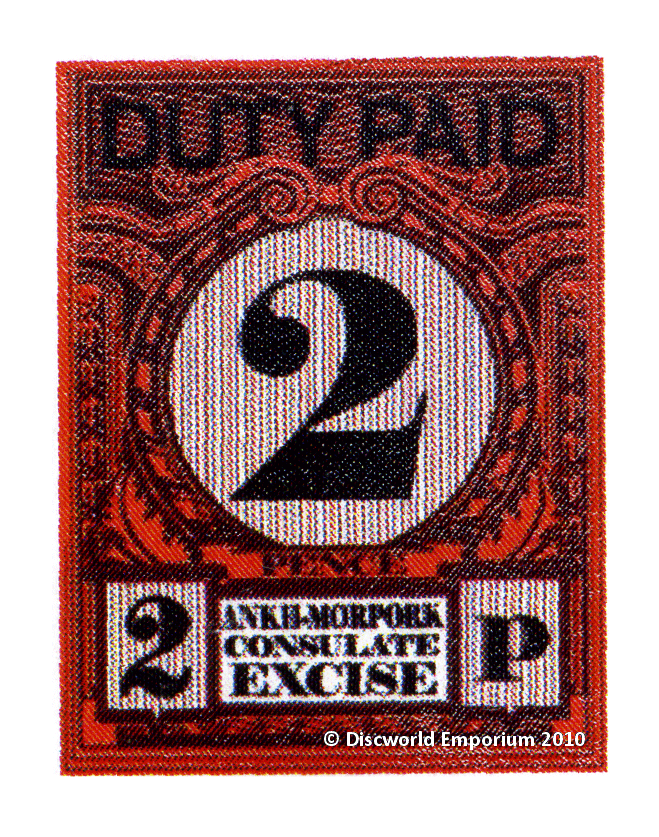 DUTY PAID
2
PENCE
2 ANKH-MORPORK P
CONSULATE
EXCISE
© Discworld Emporium 2010